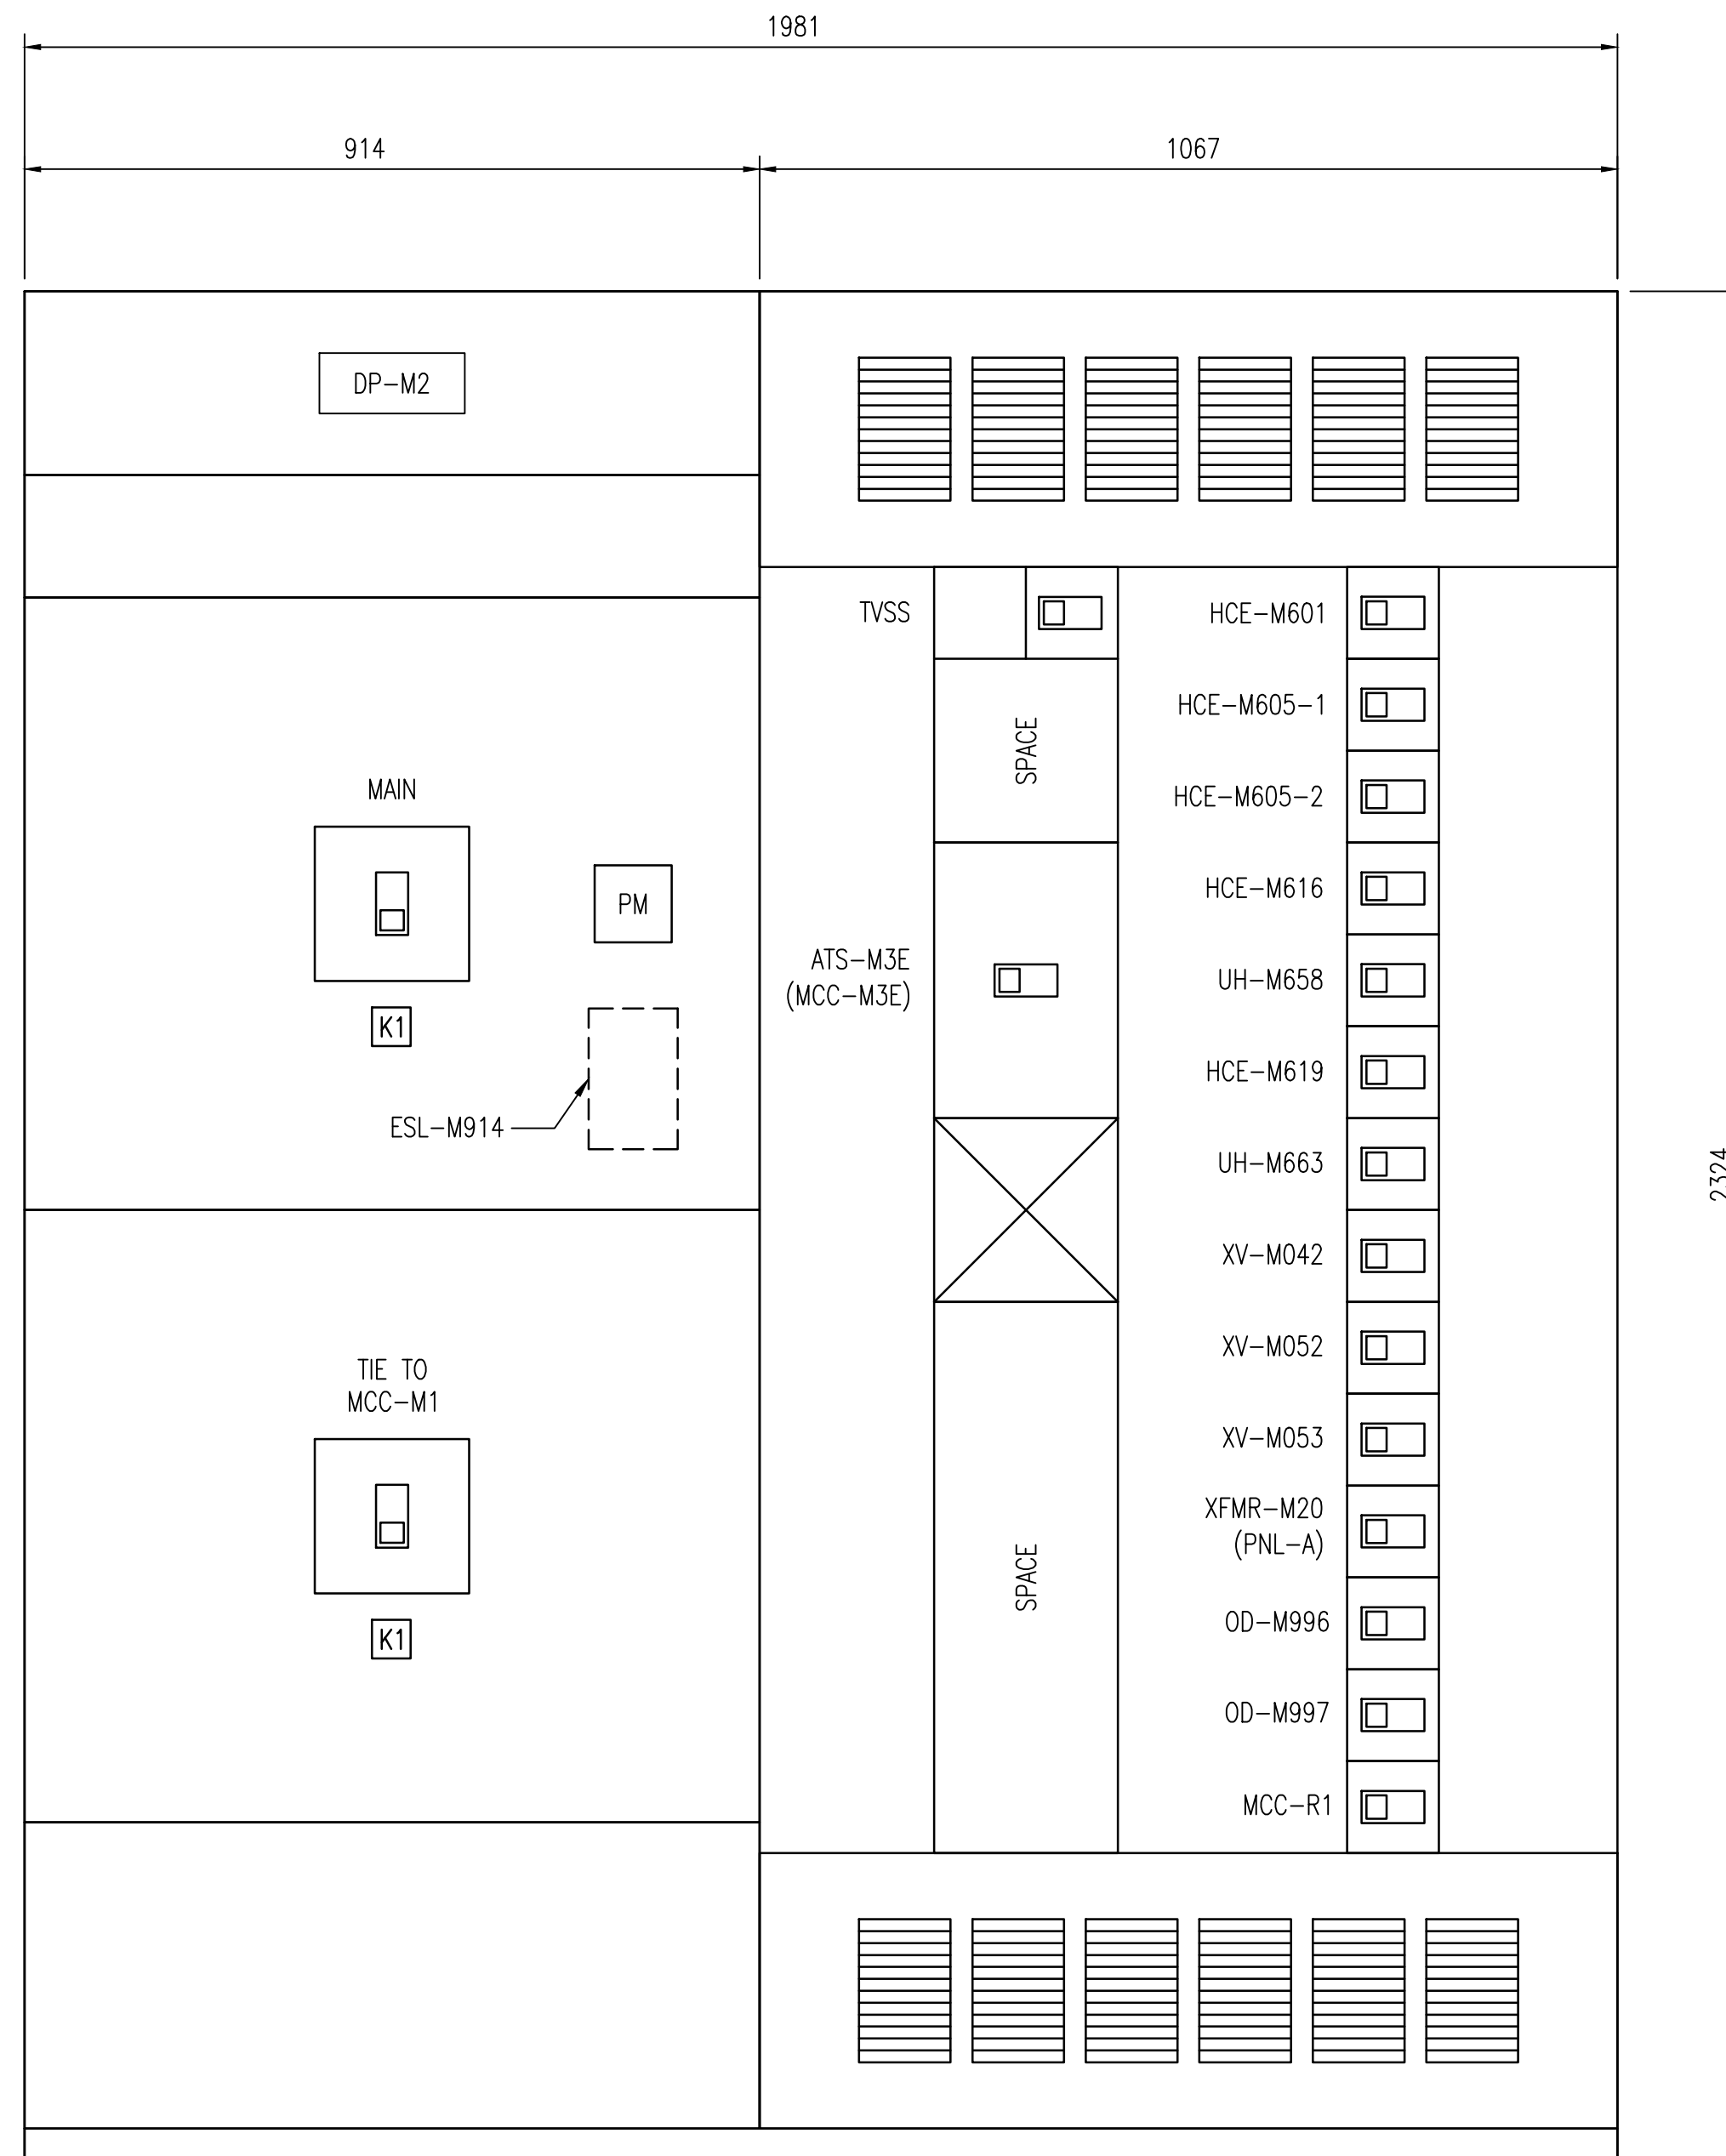 1981
914
1067
DP-M2
TVSS
HCE-M601
SPACE
HCE-M605-1
MAIN
HCE-M605-2
HCE-M616
PM
ATS-M3E
(MCC-M3E)
UH-M658
K1
HCE-M619
ESL-M914
UH-M663
2324
XV-M042
XV-M052
TIE TO
MCC-M1
XV-M053
XFMR-M20
(PNL-A)
SPACE
OD-M996
K1
OD-M997
MCC-R1